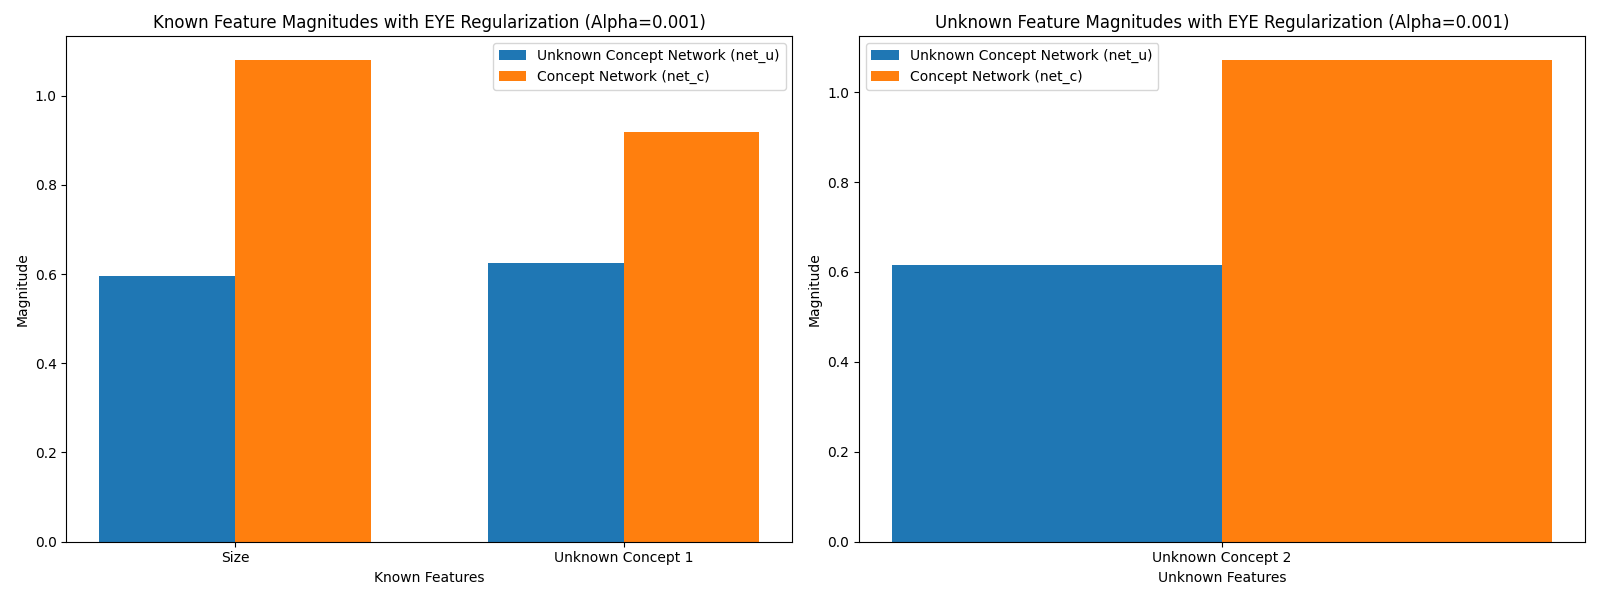 Known Feature Magnitudes with EYE Regularization (Alpha=0.001)
Unknown Concept Network (net_u)
Concept Network (net_c)
1.0
0.8
0.6
0.4
0.2
0.0
Magnitude
Size
Unknown Concept 1
Known Features
Unknown Feature Magnitudes with EYE Regularization (Alpha=0.001)
Unknown Concept Network (net_u)
Concept Network (net_c)
1.0
0.8
0.6
0.4
0.2
0.0
Magnitude
Unknown Concept 2
Unknown Features